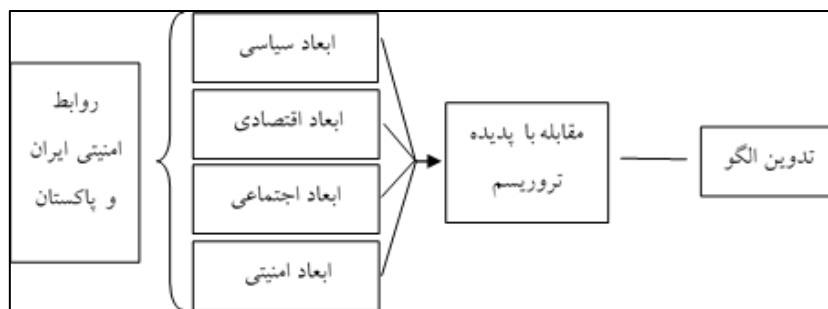 روابط
امنیتی ایران
و پاکستان
ابعاد سیاسی
ابعاد اقتصادی
ابعاد اجتماعی
ابعاد امنیتی
مقابله با پدیده
تروریسم
تدوین الگو